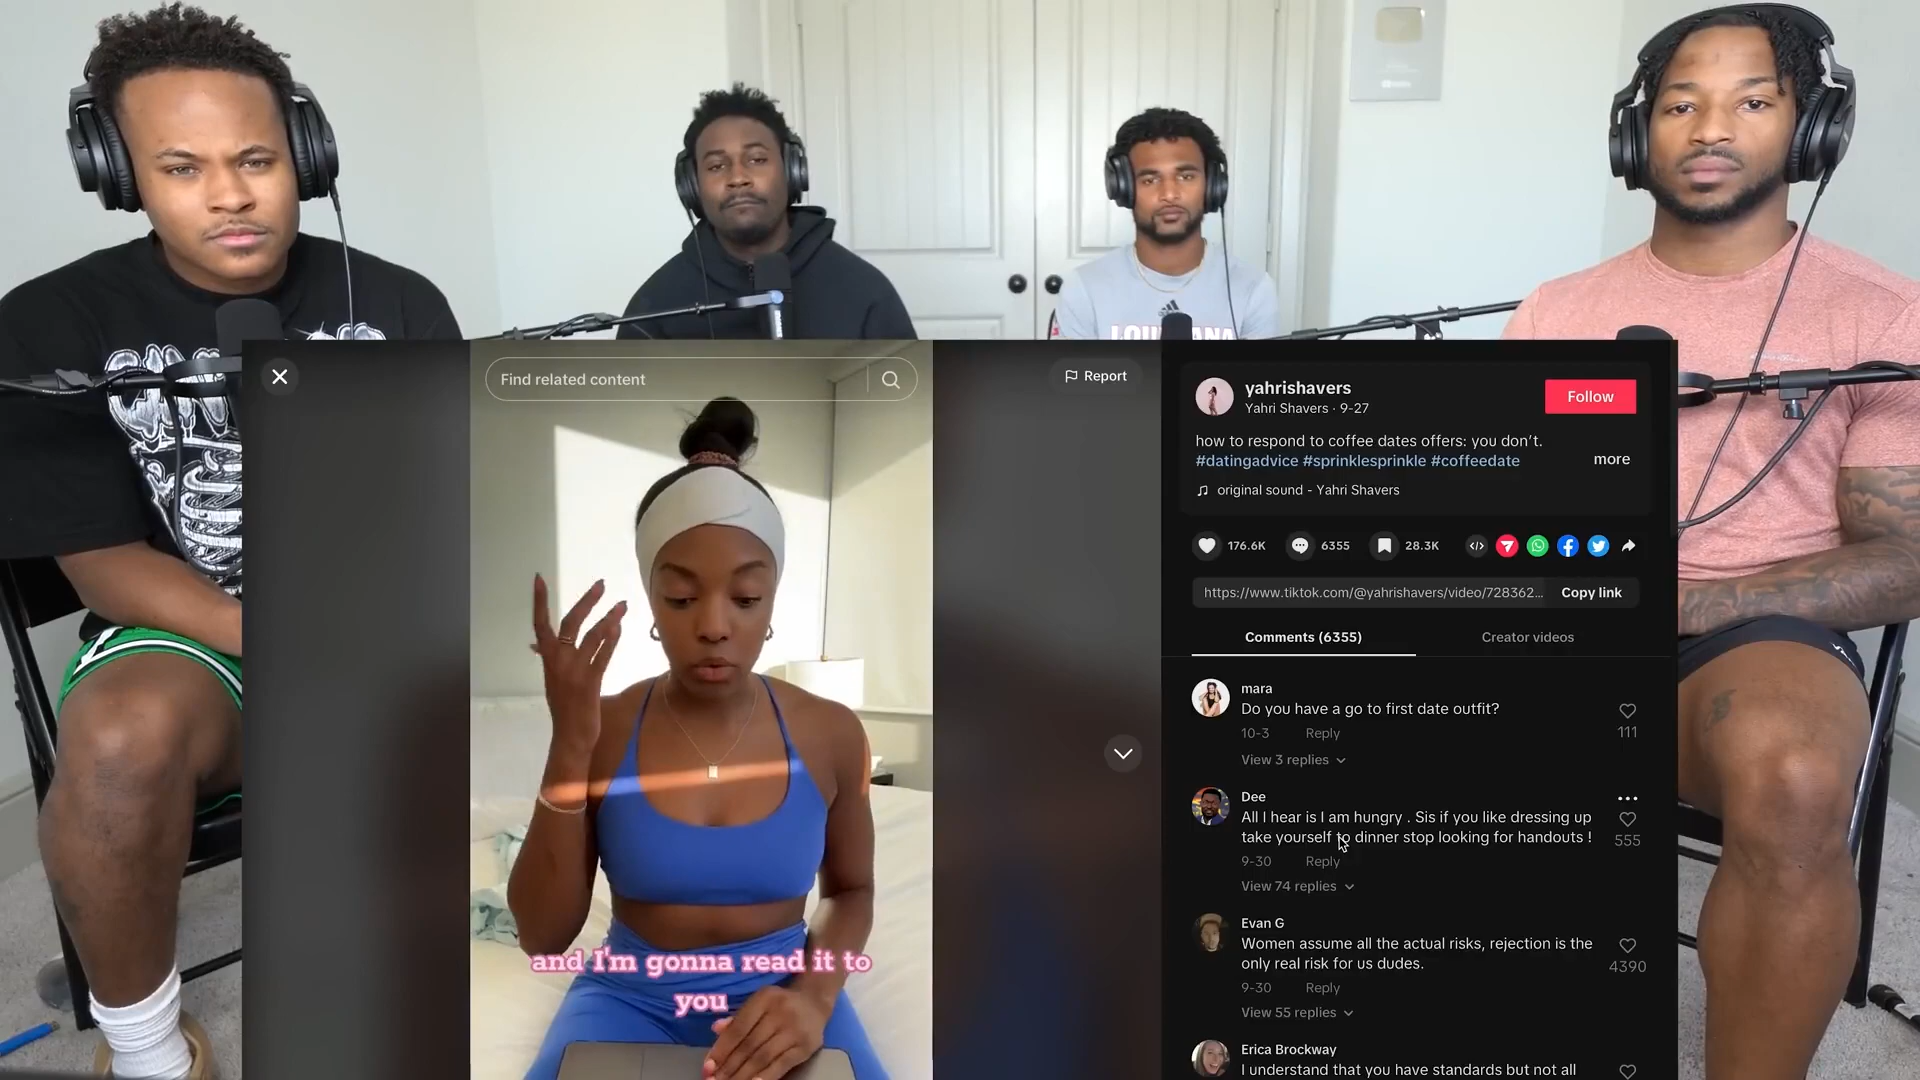 LOUISIANA
Find related content
Report
and I'm gonna read it to
you
yahrishavers
Yahri Shavers · 9-27
Follow
how to respond to coffee dates offers: you don't.
#datingadvice #sprinklesprinkle #coffeedate
more
original sound - Yahri Shavers
176.6K
6355
28.3K
https://www.tiktok.com/@yahrishavers/video/728362...
Copy link
Comments (6355)
Creator videos
mara
Do you have a go to first date outfit?
10-3 Reply
111
View 3 replies
Dee
All I hear is I am hungry . Sis if you like dressing up
take yourself to dinner stop looking for handouts !
555
9-30 Reply
View 74 replies
Evan G
Women assume all the actual risks, rejection is the
only real risk for us dudes.
4390
9-30 Reply
View 55 replies
Erica Brockway
I understand that you have standards but not all